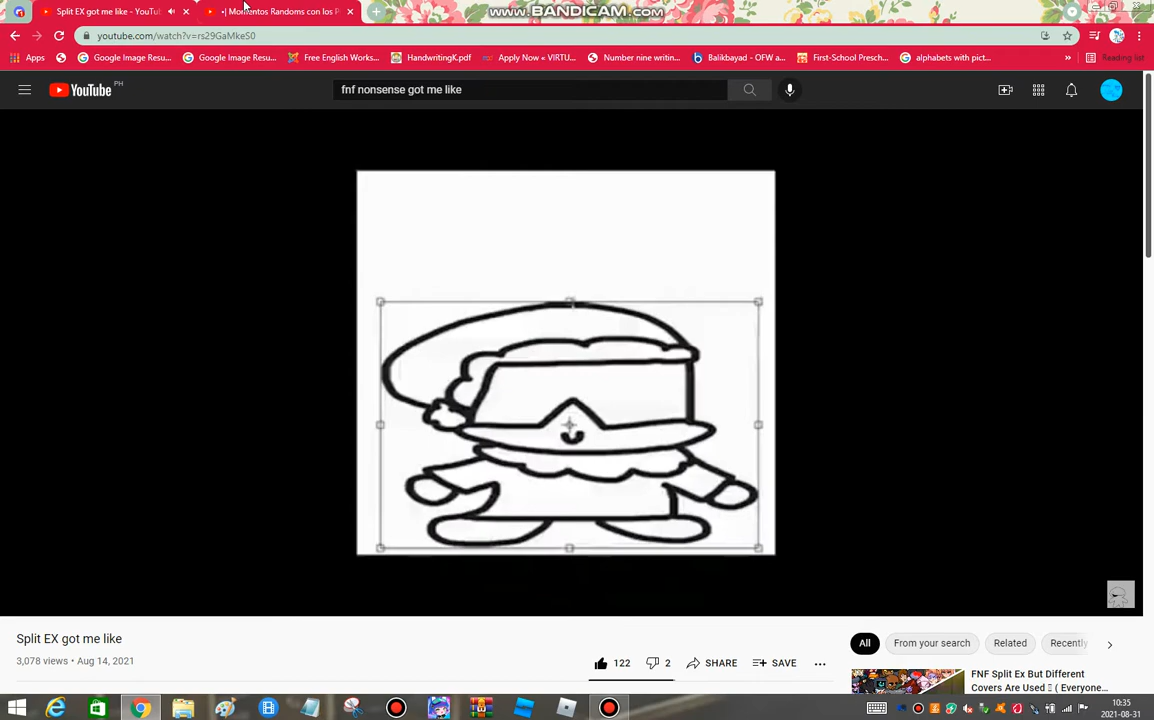 Split EX got me like - YouTu
•| Momentos Randoms con los P
www.BANDICAM.com
youtube.com/watch?v=rs29GaMkeS0
Apps
Google Image Resu...
Google Image Resu...
Free English Works...
HandwritingK.pdf
Apply Now « VIRTU...
Number nine writin...
Balikbayad - OFW a...
First-School Presch...
alphabets with pict...
»
Reading list
YouTube PH
fnf nonsense got me like
Split EX got me like
3,078 views • Aug 14, 2021
122
2
SHARE
SAVE
All
From your search
Related
Recently
FNF Split Ex But Different
Covers Are Used
( Everyone...
10:35
2021-08-31